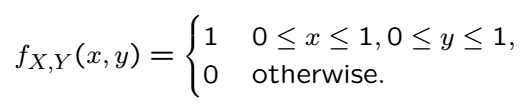 f_{X,Y}(x, y) = { 1 0 ≤ x ≤ 1, 0 ≤ y ≤ 1,
0 otherwise.